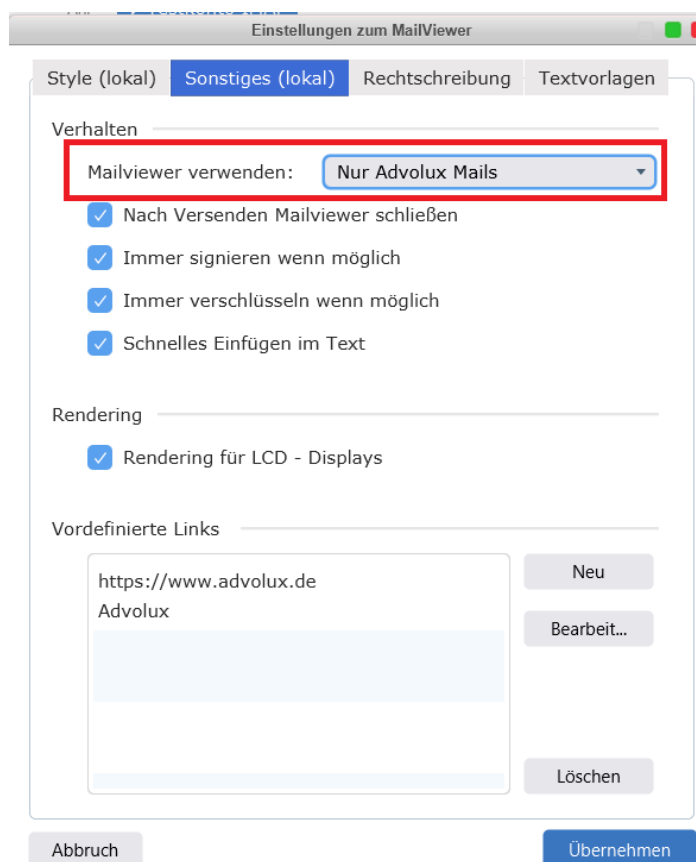 Einstellungen zum MailViewer
Style (lokal) Sonstiges (lokal) Rechtschreibung Textvorlagen
Verhalten
Mailviewer verwenden: Nur Advolux Mails
Nach Versenden Mailviewer schließen
Immer signieren wenn möglich
Immer verschlüsseln wenn möglich
Schnelles Einfügen im Text
Rendering
Rendering für LCD - Displays
Vordefinierte Links
https://www.advolux.de
Advolux
Neu
Bearbeit...
Löschen
Abbruch Übernehmen